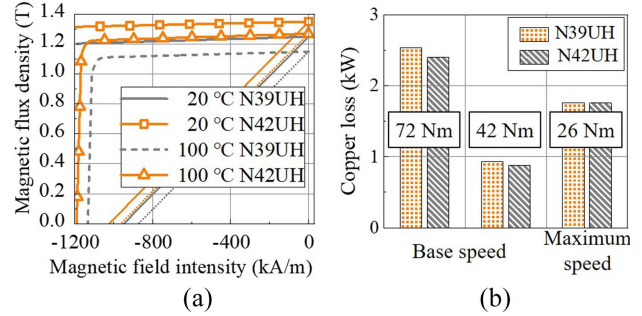 (a)
Magnetic flux density (T)
1.4
1.2
1.0
0.8
0.6
0.4
0.2
0.0
20 °C N39UH
20 °C N42UH
100 °C N39UH
100 °C N42UH
-1200 -800 -400 0
Magnetic field intensity (kA/m)
(a)
(b)
Copper loss (kW)
3
2
1
0
N39UH
N42UH
72 Nm 42 Nm 26 Nm
Base speed
Maximum
speed
(b)